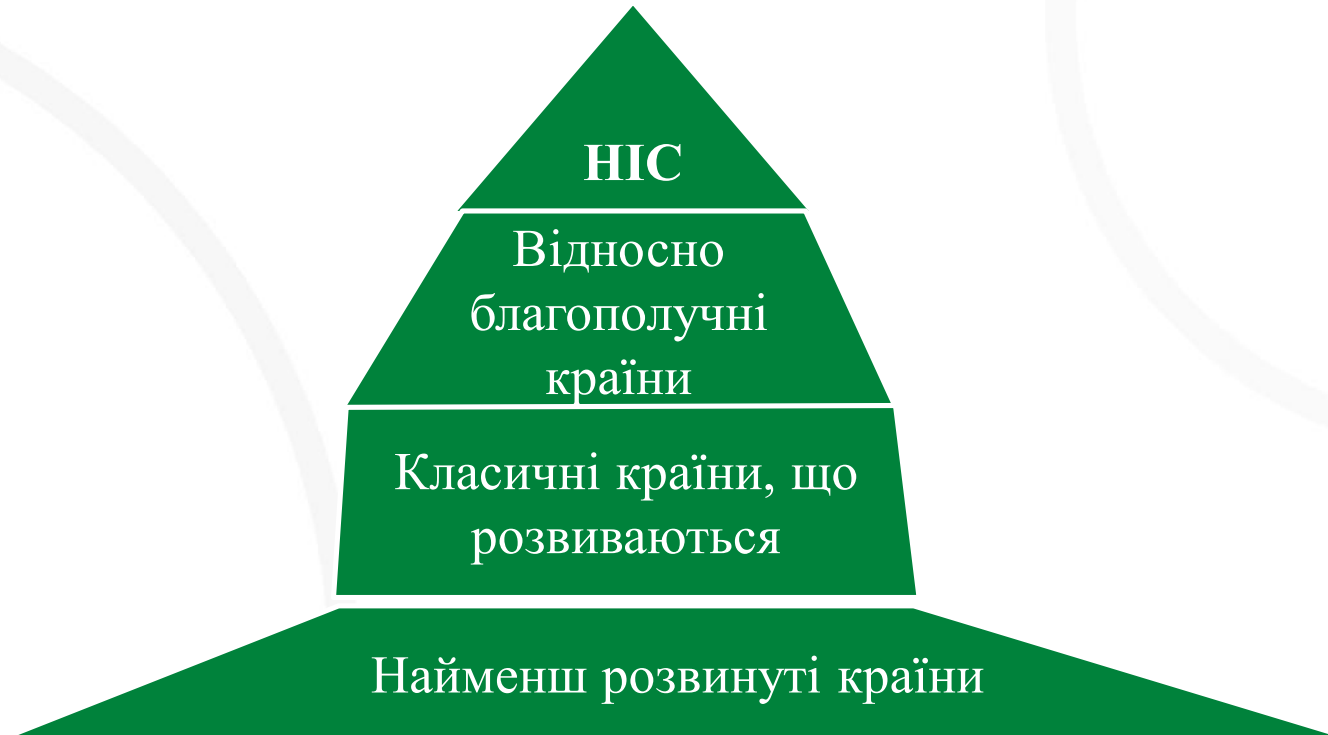 НІС
Відносно
благополучні
країни
Класичні країни, що
розвиваються
Найменш розвинуті країни